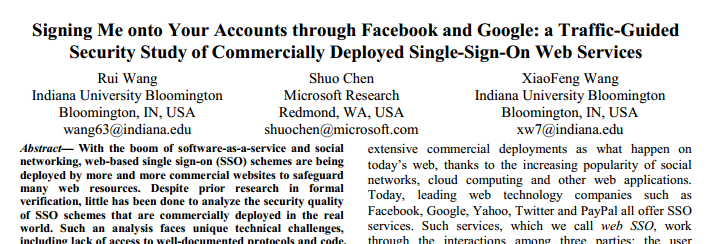 Signing Me onto Your Accounts through Facebook and Google: a Traffic-Guided
Security Study of Commercially Deployed Single-Sign-On Web Services
Rui Wang
Indiana University Bloomington
Bloomington, IN, USA
wang63@indiana.edu
Shuo Chen
Microsoft Research
Redmond, WA, USA
shuochen@microsoft.com
XiaoFeng Wang
Indiana University Bloomington
Bloomington, IN, USA
xw7@indiana.edu
Abstract— With the boom of software-as-a-service and social
networking, web-based single sign-on (SSO) schemes are being
deployed by more and more commercial websites to safeguard
many web resources. Despite prior research in formal
verification, little has been done to analyze the security quality
of SSO schemes that are commercially deployed in the real
world. Such an analysis faces unique technical challenges,
including lack of access to well-documented protocols and code,
extensive commercial deployments as what happen on
today's web, thanks to the increasing popularity of social
networks, cloud computing and other web applications.
Today, leading web technology companies such as
Facebook, Google, Yahoo, Twitter and PayPal all offer SSO
services. Such services, which we call web SSO, work
through the interactions among three parties: the user